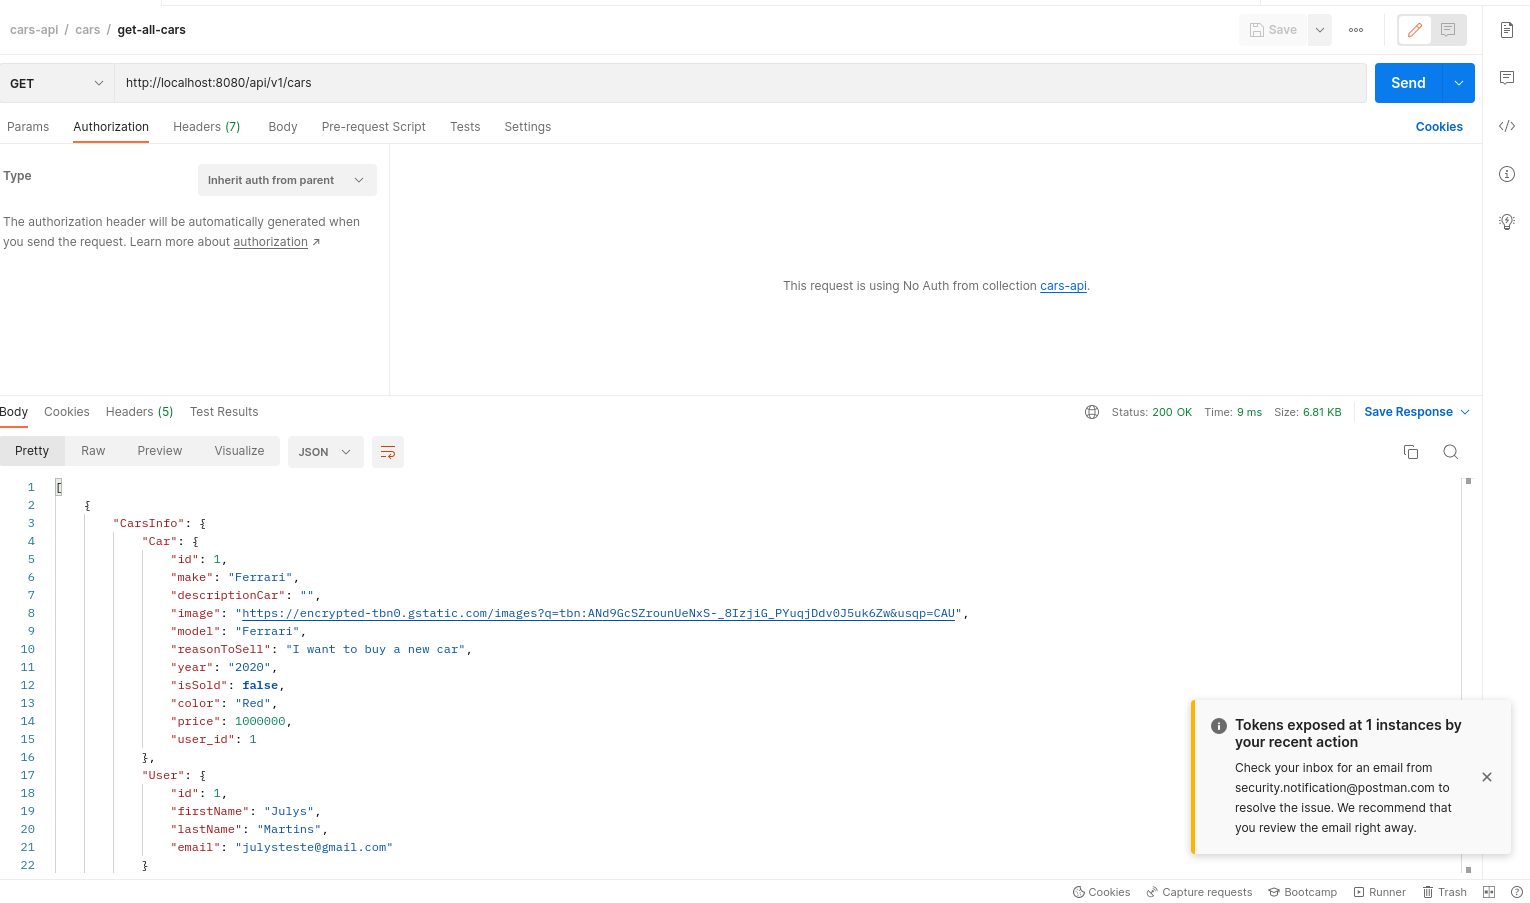 cars-api / cars / get-all-cars
Save
GET
http://localhost:8080/api/v1/cars
Send
Params Authorization Headers (7) Body Pre-request Script Tests Settings Cookies
Type
Inherit auth from parent
The authorization header will be automatically generated when
you send the request. Learn more about authorization ↗
This request is using No Auth from collection cars-api.
Body Cookies Headers (5) Test Results
Status: 200 OK Time: 9 ms Size: 6.81 KB Save Response
Pretty Raw Preview Visualize JSON
1 [
2 {
3 "CarsInfo": {
4 "Car": {
5 "id": 1,
6 "make": "Ferrari",
7 "descriptionCar": "",
8 "image": "https://encrypted-tbn0.gstatic.com/images?q=tbn:ANd9GcSZrounUeNxS-_8IzjiG_PYuqjDdv0J5uk6Zw&usqp=CAU",
9 "model": "Ferrari",
10 "reasonToSell": "I want to buy a new car",
11 "year": "2020",
12 "isSold": false,
13 "color": "Red",
14 "price": 1000000,
15 "user_id": 1
16 },
17 "User": {
18 "id": 1,
19 "firstName": "Julys",
20 "lastName": "Martins",
21 "email": "julysteste@gmail.com"
22 }
Tokens exposed at 1 instances by
your recent action
Check your inbox for an email from
security.notification@postman.com to
resolve the issue. We recommend that
you review the email right away.
Cookies Capture requests Bootcamp Runner Trash